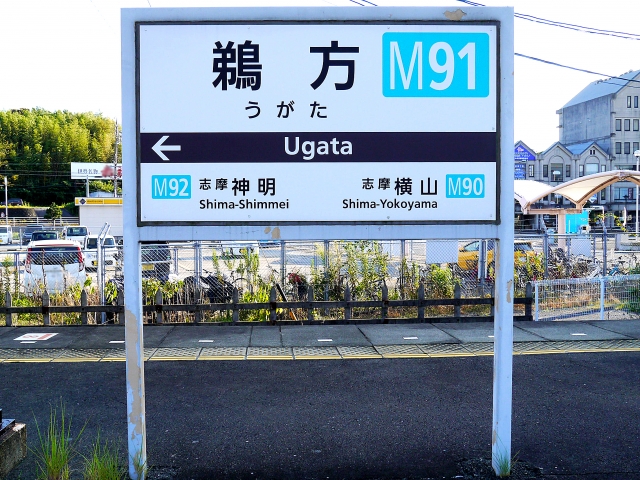 鵜方 M91
うがた
← Ugata
M92 志摩神明 志摩横山 M90
Shima-Shimmei Shima-Yokoyama